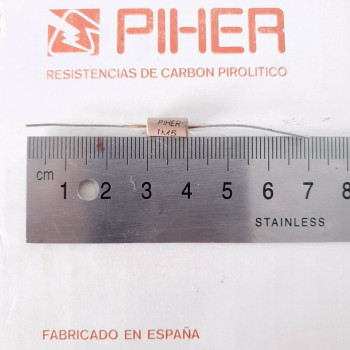 PIHER
RESISTENCIAS DE CARBON PIROLITICO
PIHER
1M5
cm 1 2 3 4 5 6 7 8
STAINLESS
FABRICADO EN ESPAÑA